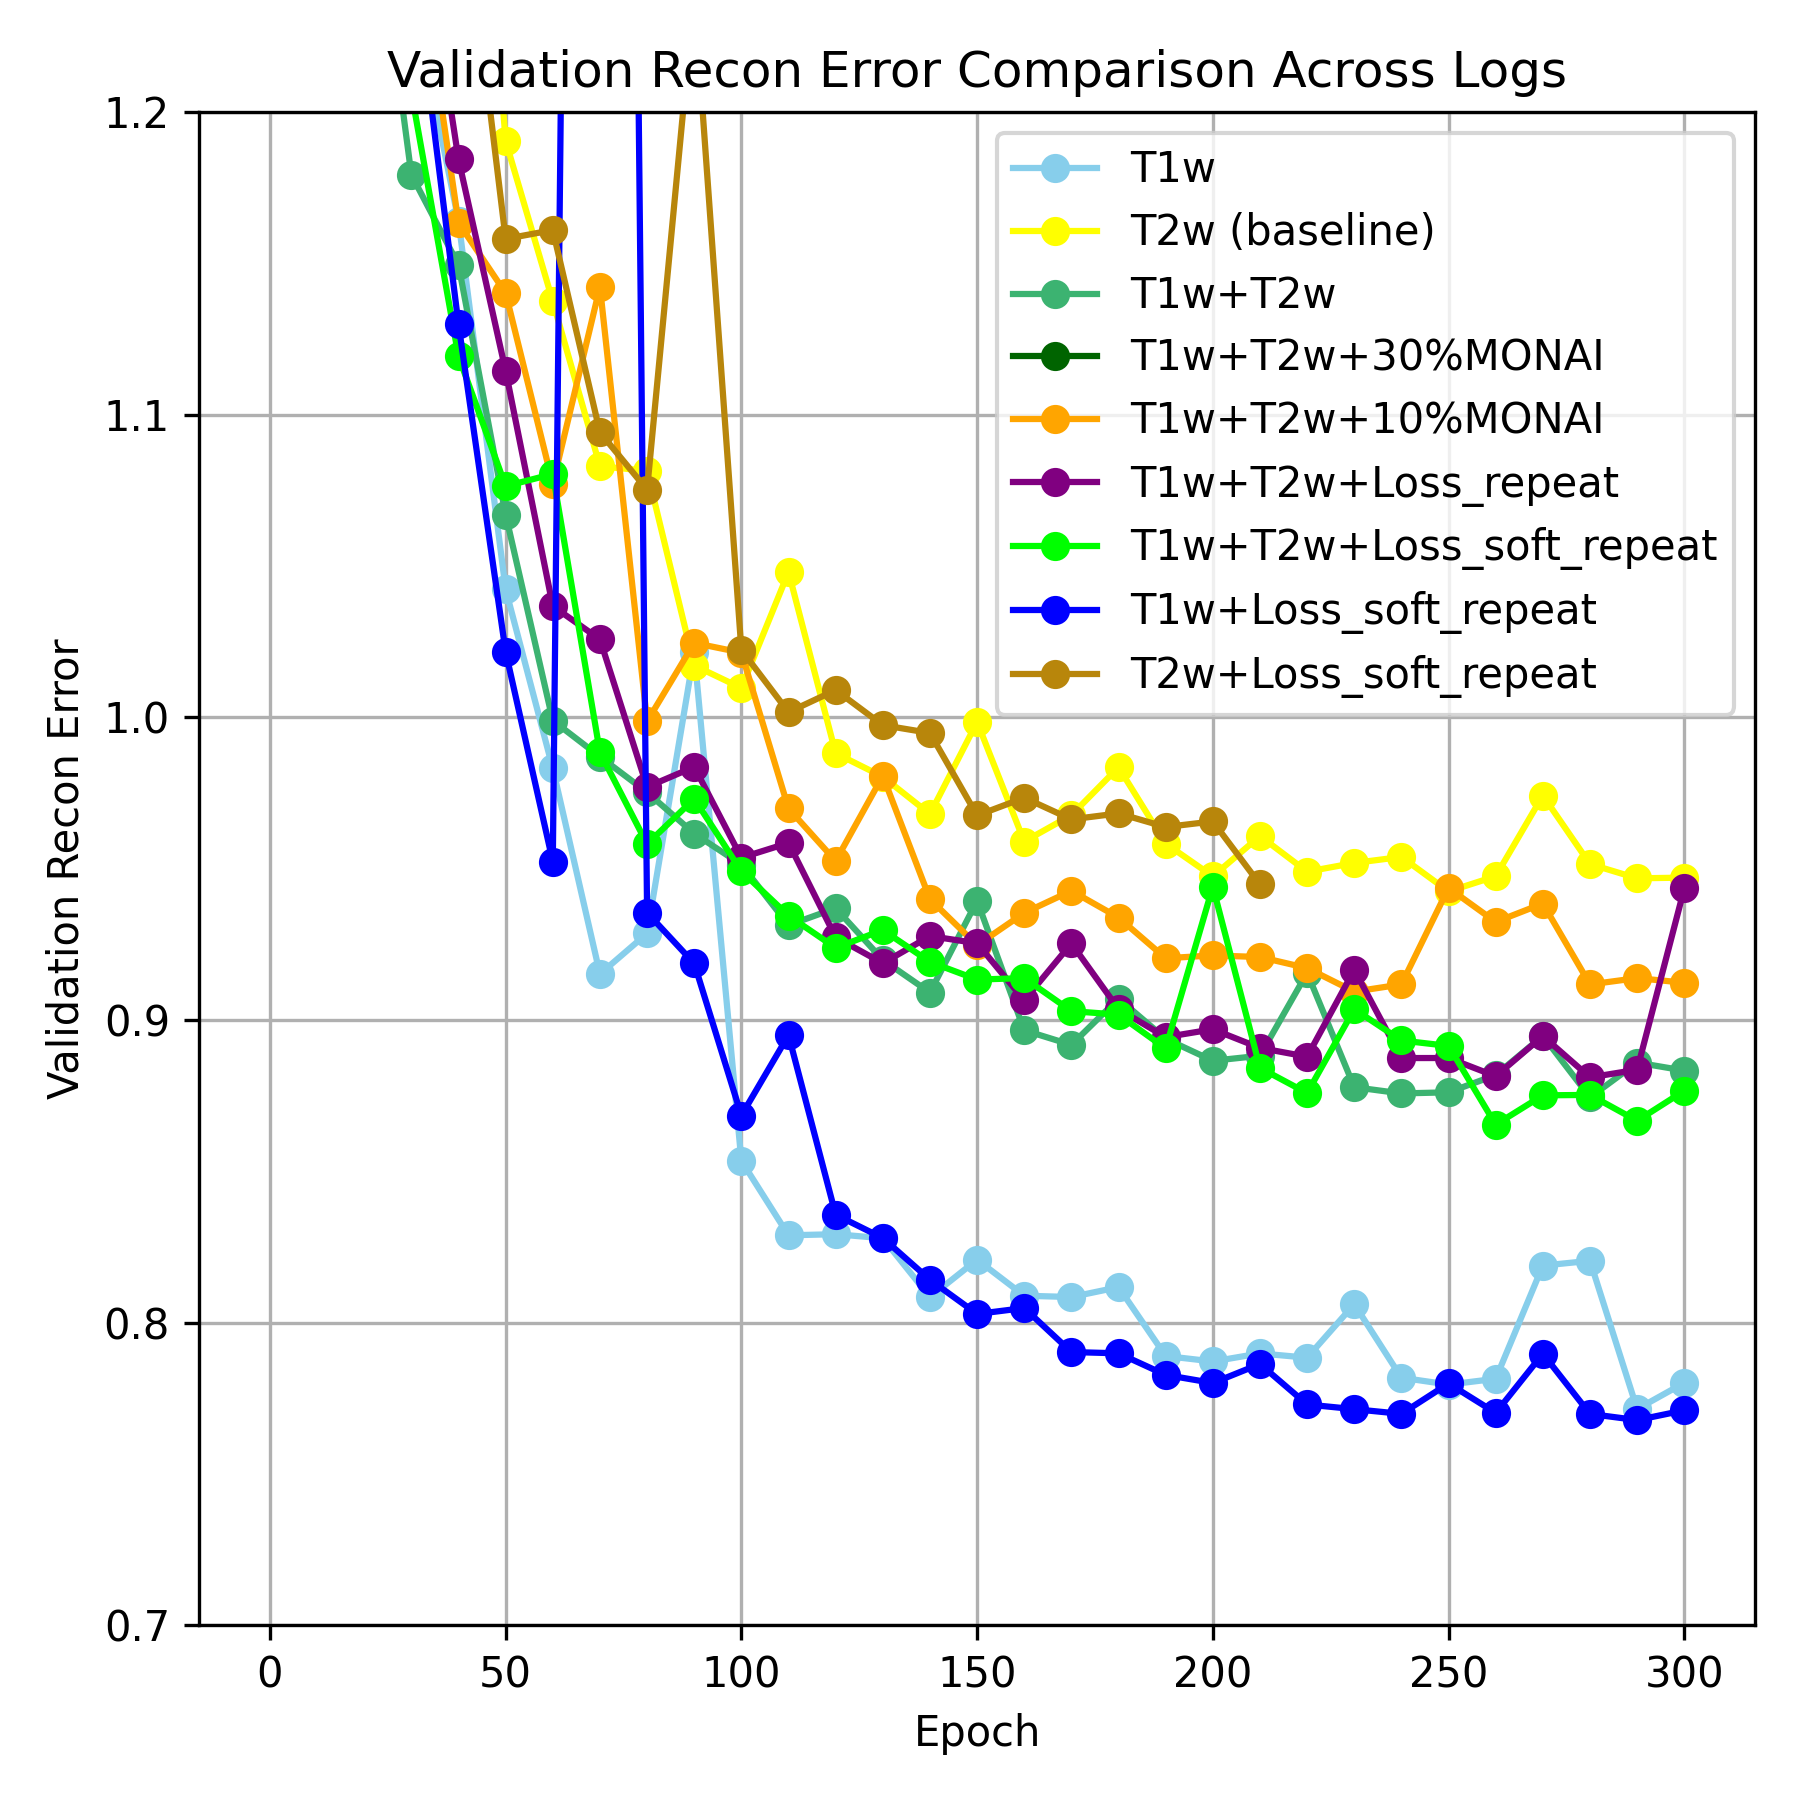 Validation Recon Error Comparison Across Logs
1.2
1.1
1.0
0.9
0.8
0.7
Validation Recon Error
T1w
T2w (baseline)
T1w+T2w
T1w+T2w+30%MONAI
T1w+T2w+10%MONAI
T1w+T2w+Loss_repeat
T1w+T2w+Loss_soft_repeat
T1w+Loss_soft_repeat
T2w+Loss_soft_repeat
0 50 100 150 200 250 300
Epoch